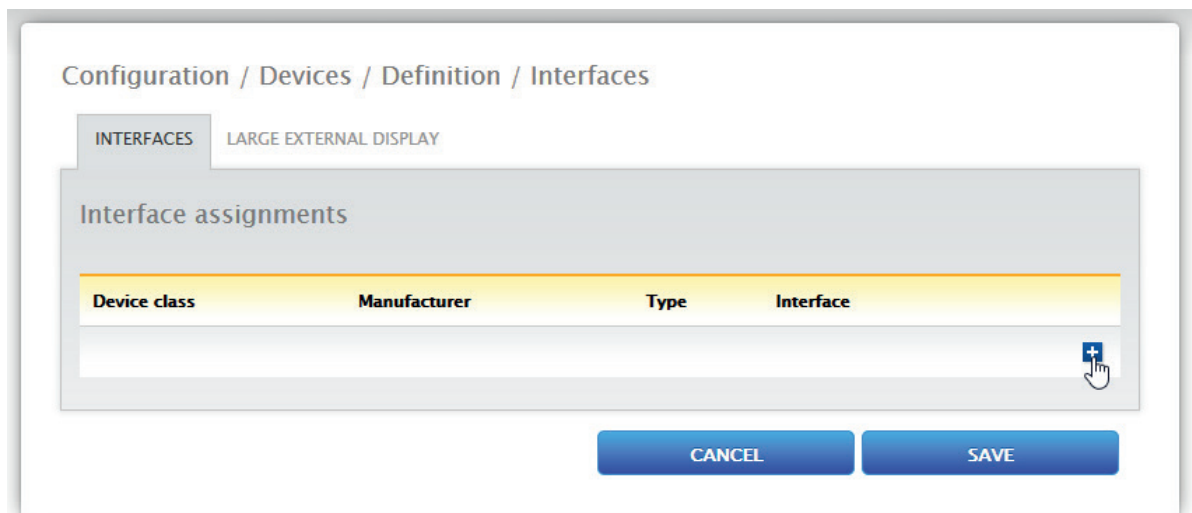 Configuration / Devices / Definition / Interfaces
INTERFACES LARGE EXTERNAL DISPLAY
Interface assignments
Device class Manufacturer Type Interface
CANCEL SAVE